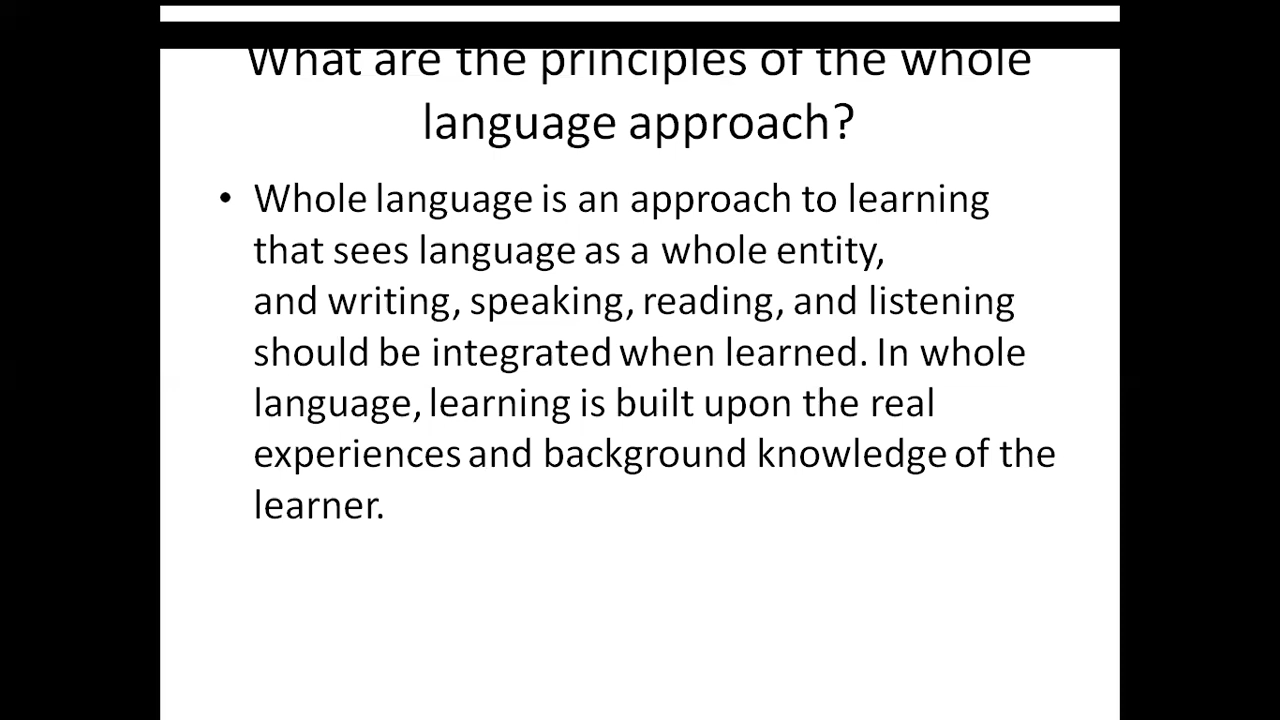 What are the principles of the whole
language approach?
• Whole language is an approach to learning
that sees language as a whole entity,
and writing, speaking, reading, and listening
should be integrated when learned. In whole
language, learning is built upon the real
experiences and background knowledge of the
learner.